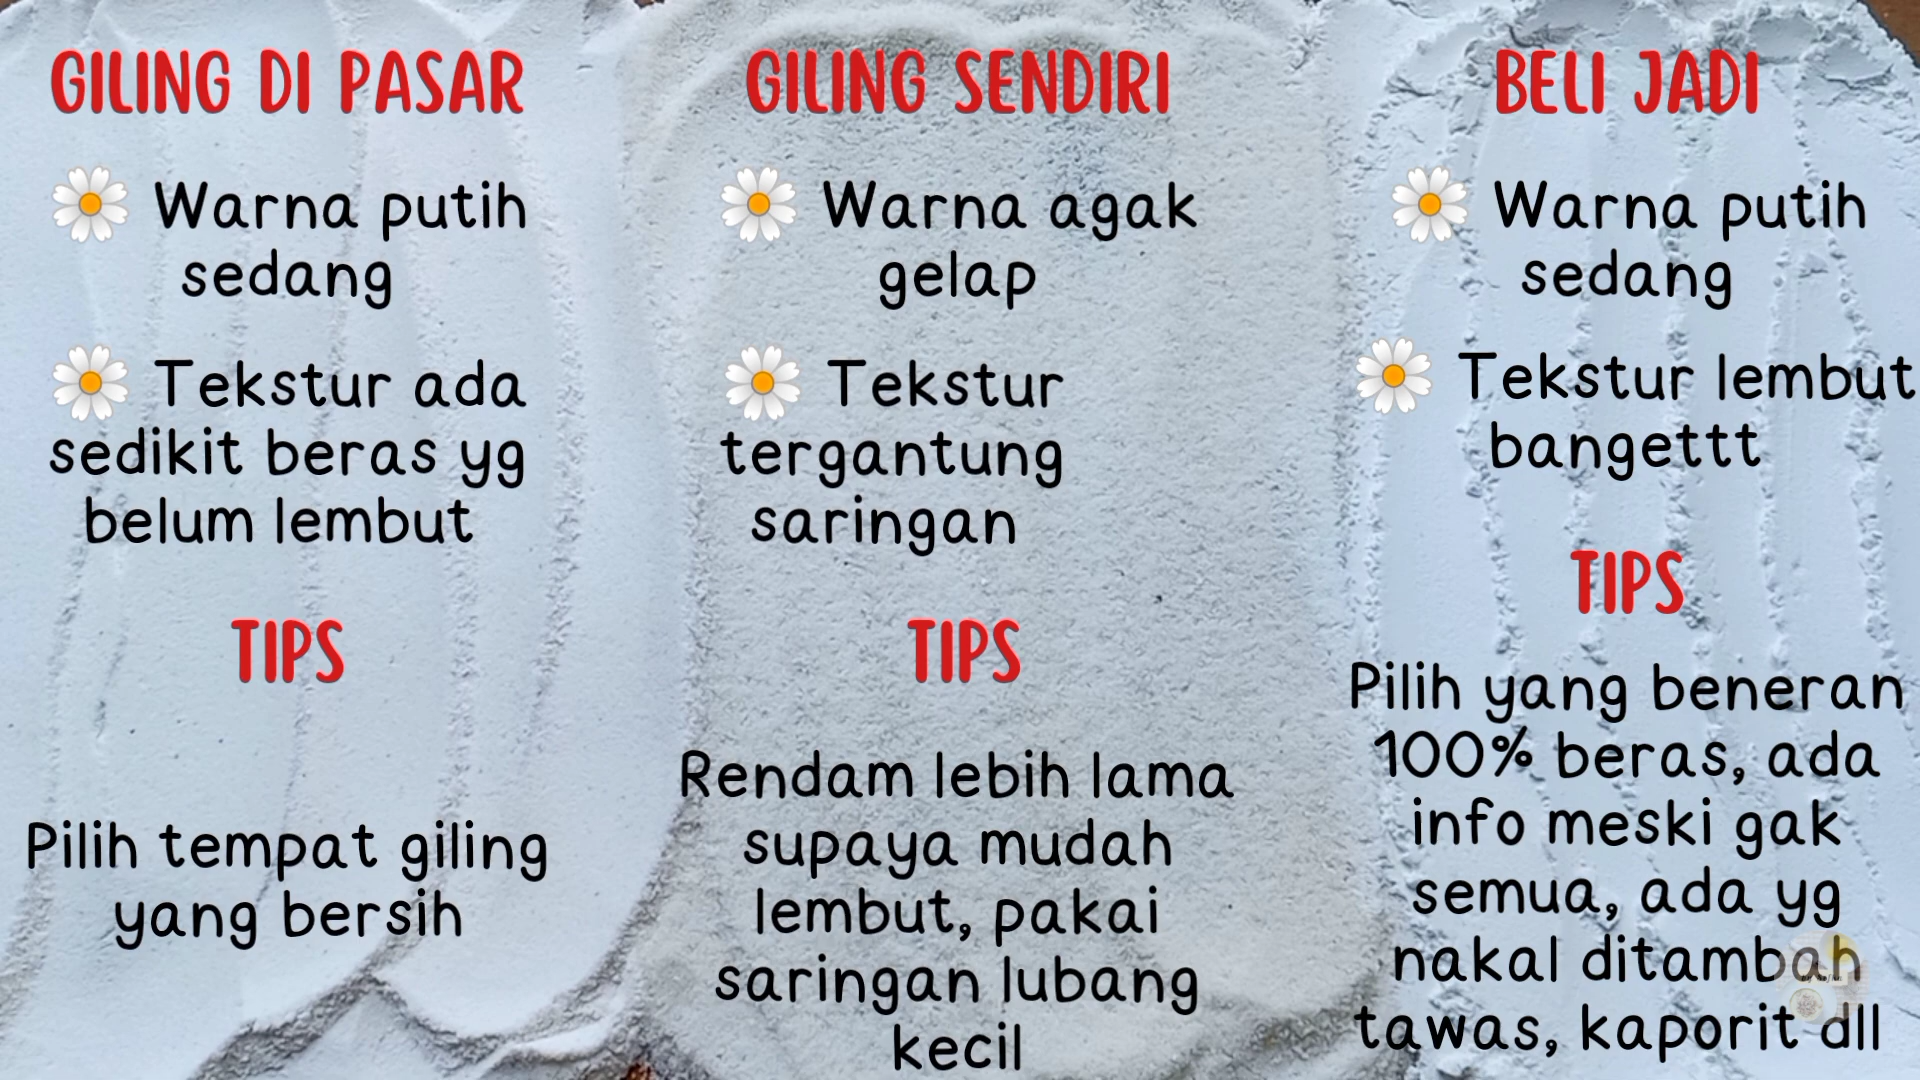 GILING DI PASAR
Warna putih
sedang
Tekstur ada
sedikit beras yg
belum lembut
TIPS
Pilih tempat giling
yang bersih
GILING SENDIRI
Warna agak
gelap
Tekstur
tergantung
saringan
TIPS
Rendam lebih lama
supaya mudah
lembut, pakai
saringan lubang
kecil
BELI JADI
Warna putih
sedang
Tekstur lembut
bangettt
TIPS
Pilih yang beneran
100% beras, ada
info meski gak
semua, ada yg
nakal ditambah
tawas, kaporit dll